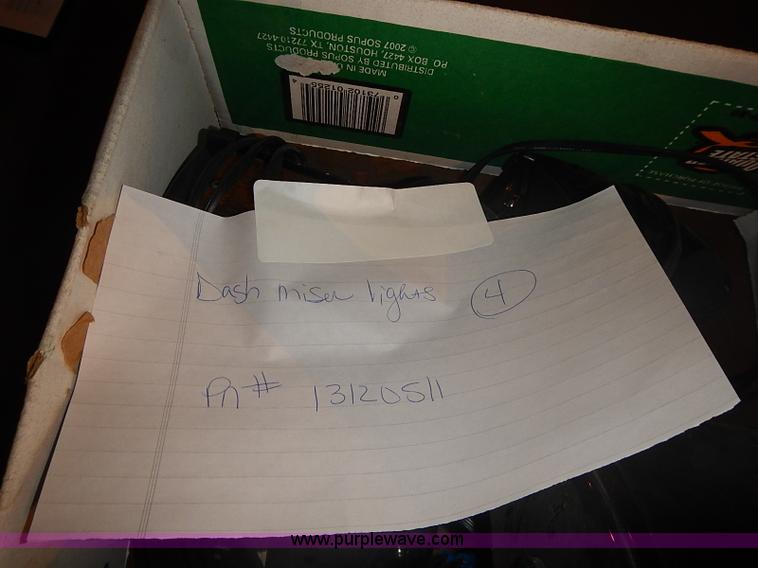 DISTRIBUTED BY SOPUS PRODUCTS
PO BOX 4427, HOUSTON, TX 77210-4427
© 2007 SOPUS PRODUCTS
MADE IN
Dash miser lights 4
Pn # 13120511
www.purplewave.com